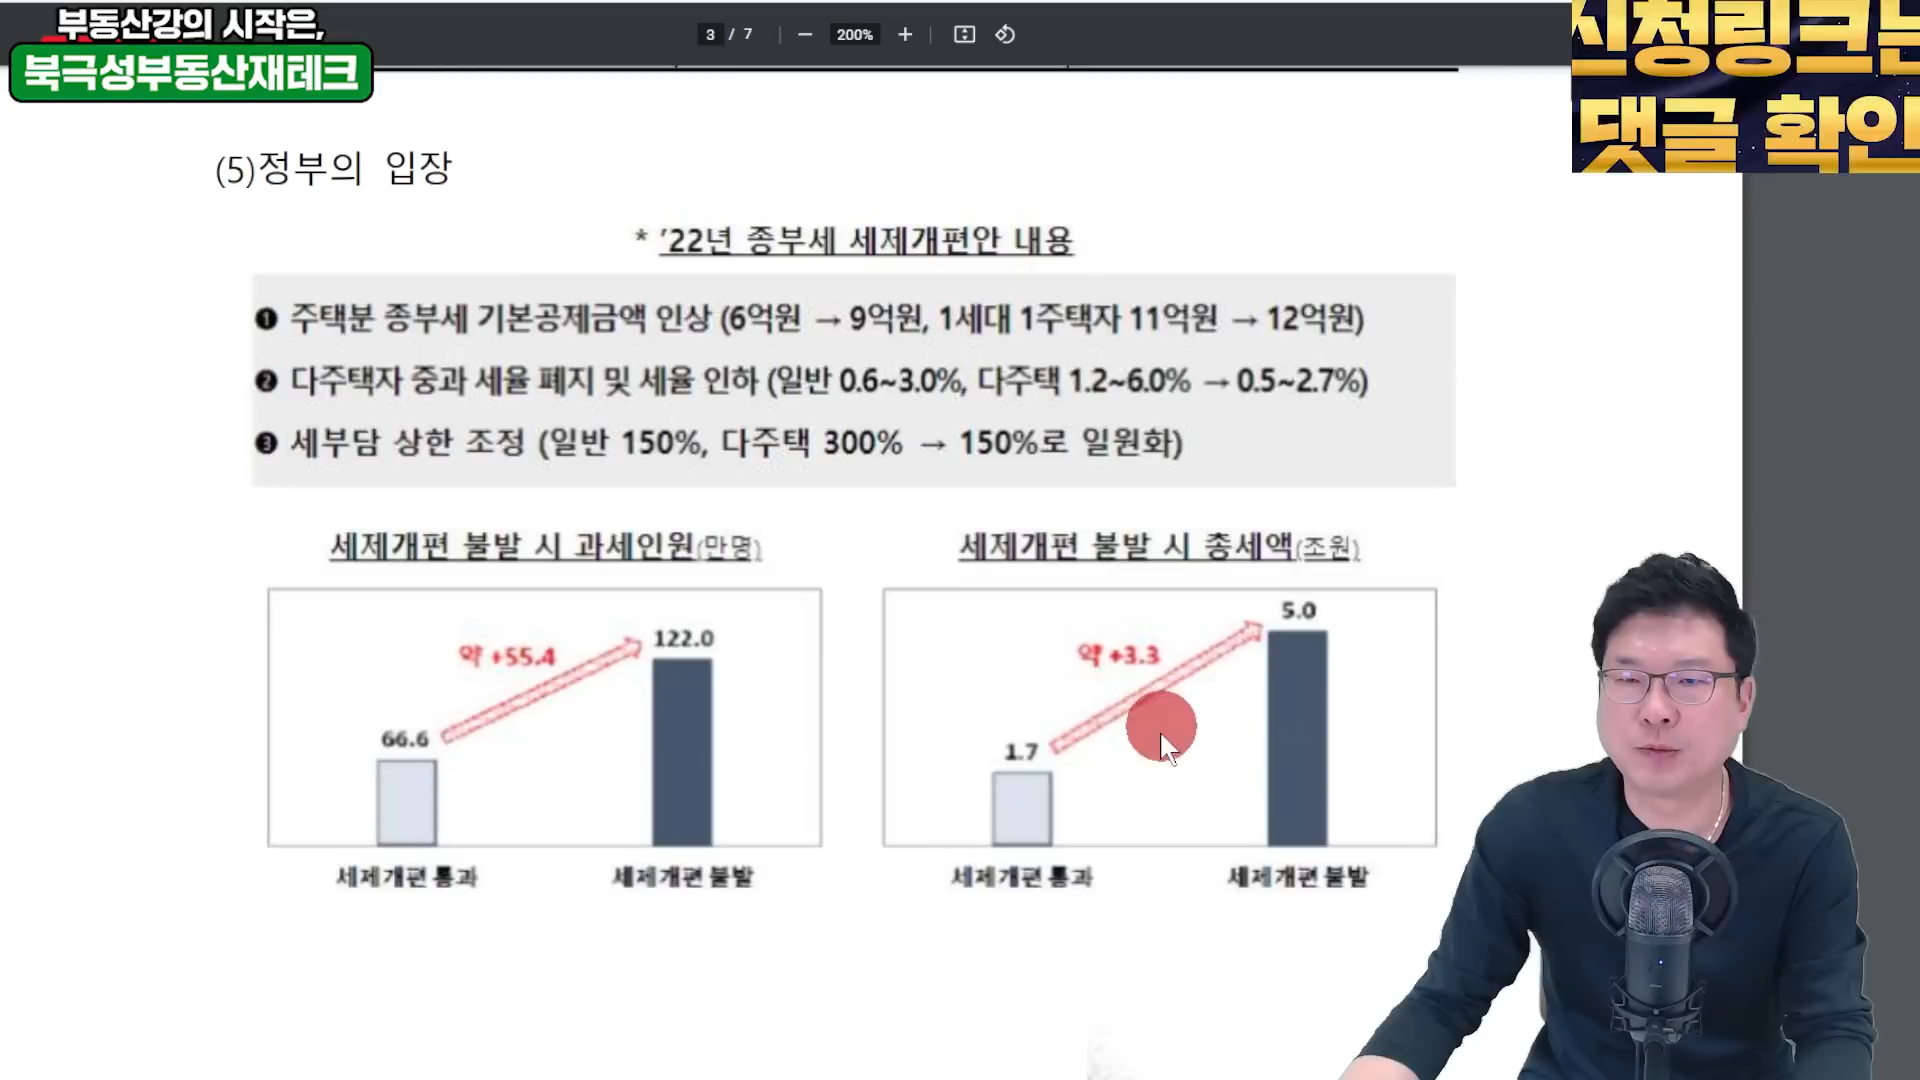 부동산강의 시작은,
북극성부동산재테크
3 / 7
200%
신청링크는
댓글 확인
(5)정부의 입장
* ’22년 종부세 세제개편안 내용
❶ 주택분 종부세 기본공제금액 인상 (6억원 → 9억원, 1세대 1주택자 11억원 → 12억원)
❷ 다주택자 중과 세율 폐지 및 세율 인하 (일반 0.6~3.0%, 다주택 1.2~6.0% → 0.5~2.7%)
❸ 세부담 상한 조정 (일반 150%, 다주택 300% → 150%로 일원화)
세제개편 불발 시 과세인원(만명)
약 +55.4
122.0
66.6
세제개편 통과
세제개편 불발
세제개편 불발 시 총세액(조원)
5.0
약 +3.3
1.7
세제개편 통과
세제개편 불발